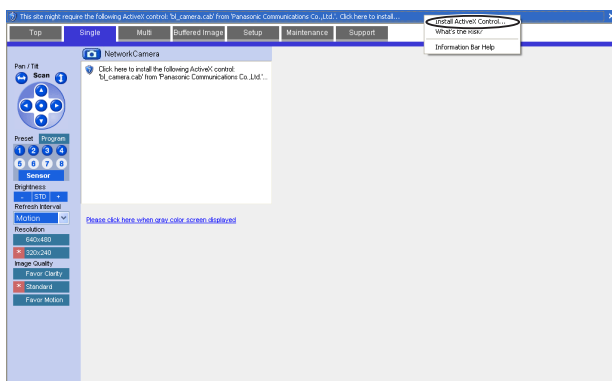 This site might require the following ActiveX control: 'bl_camera.cab' from 'Panasonic Communications Co.,Ltd.'. Click here to install...
Install ActiveX Control...
What's the Risk?
Information Bar Help
Top Single Multi Buffered Image Setup Maintenance Support
NetworkCamera
Click here to install the following ActiveX control:
'bl_camera.cab' from 'Panasonic Communications Co.,Ltd.'...
Pan / Tilt
Scan
Preset Program
1 2 3 4
5 6 7 8
Sensor
Brightness
- STD +
Refresh Interval
Motion
Resolution
640x480
* 320x240
Image Quality
Favor Clarity
* Standard
Favor Motion
Please click here when gray color screen displayed